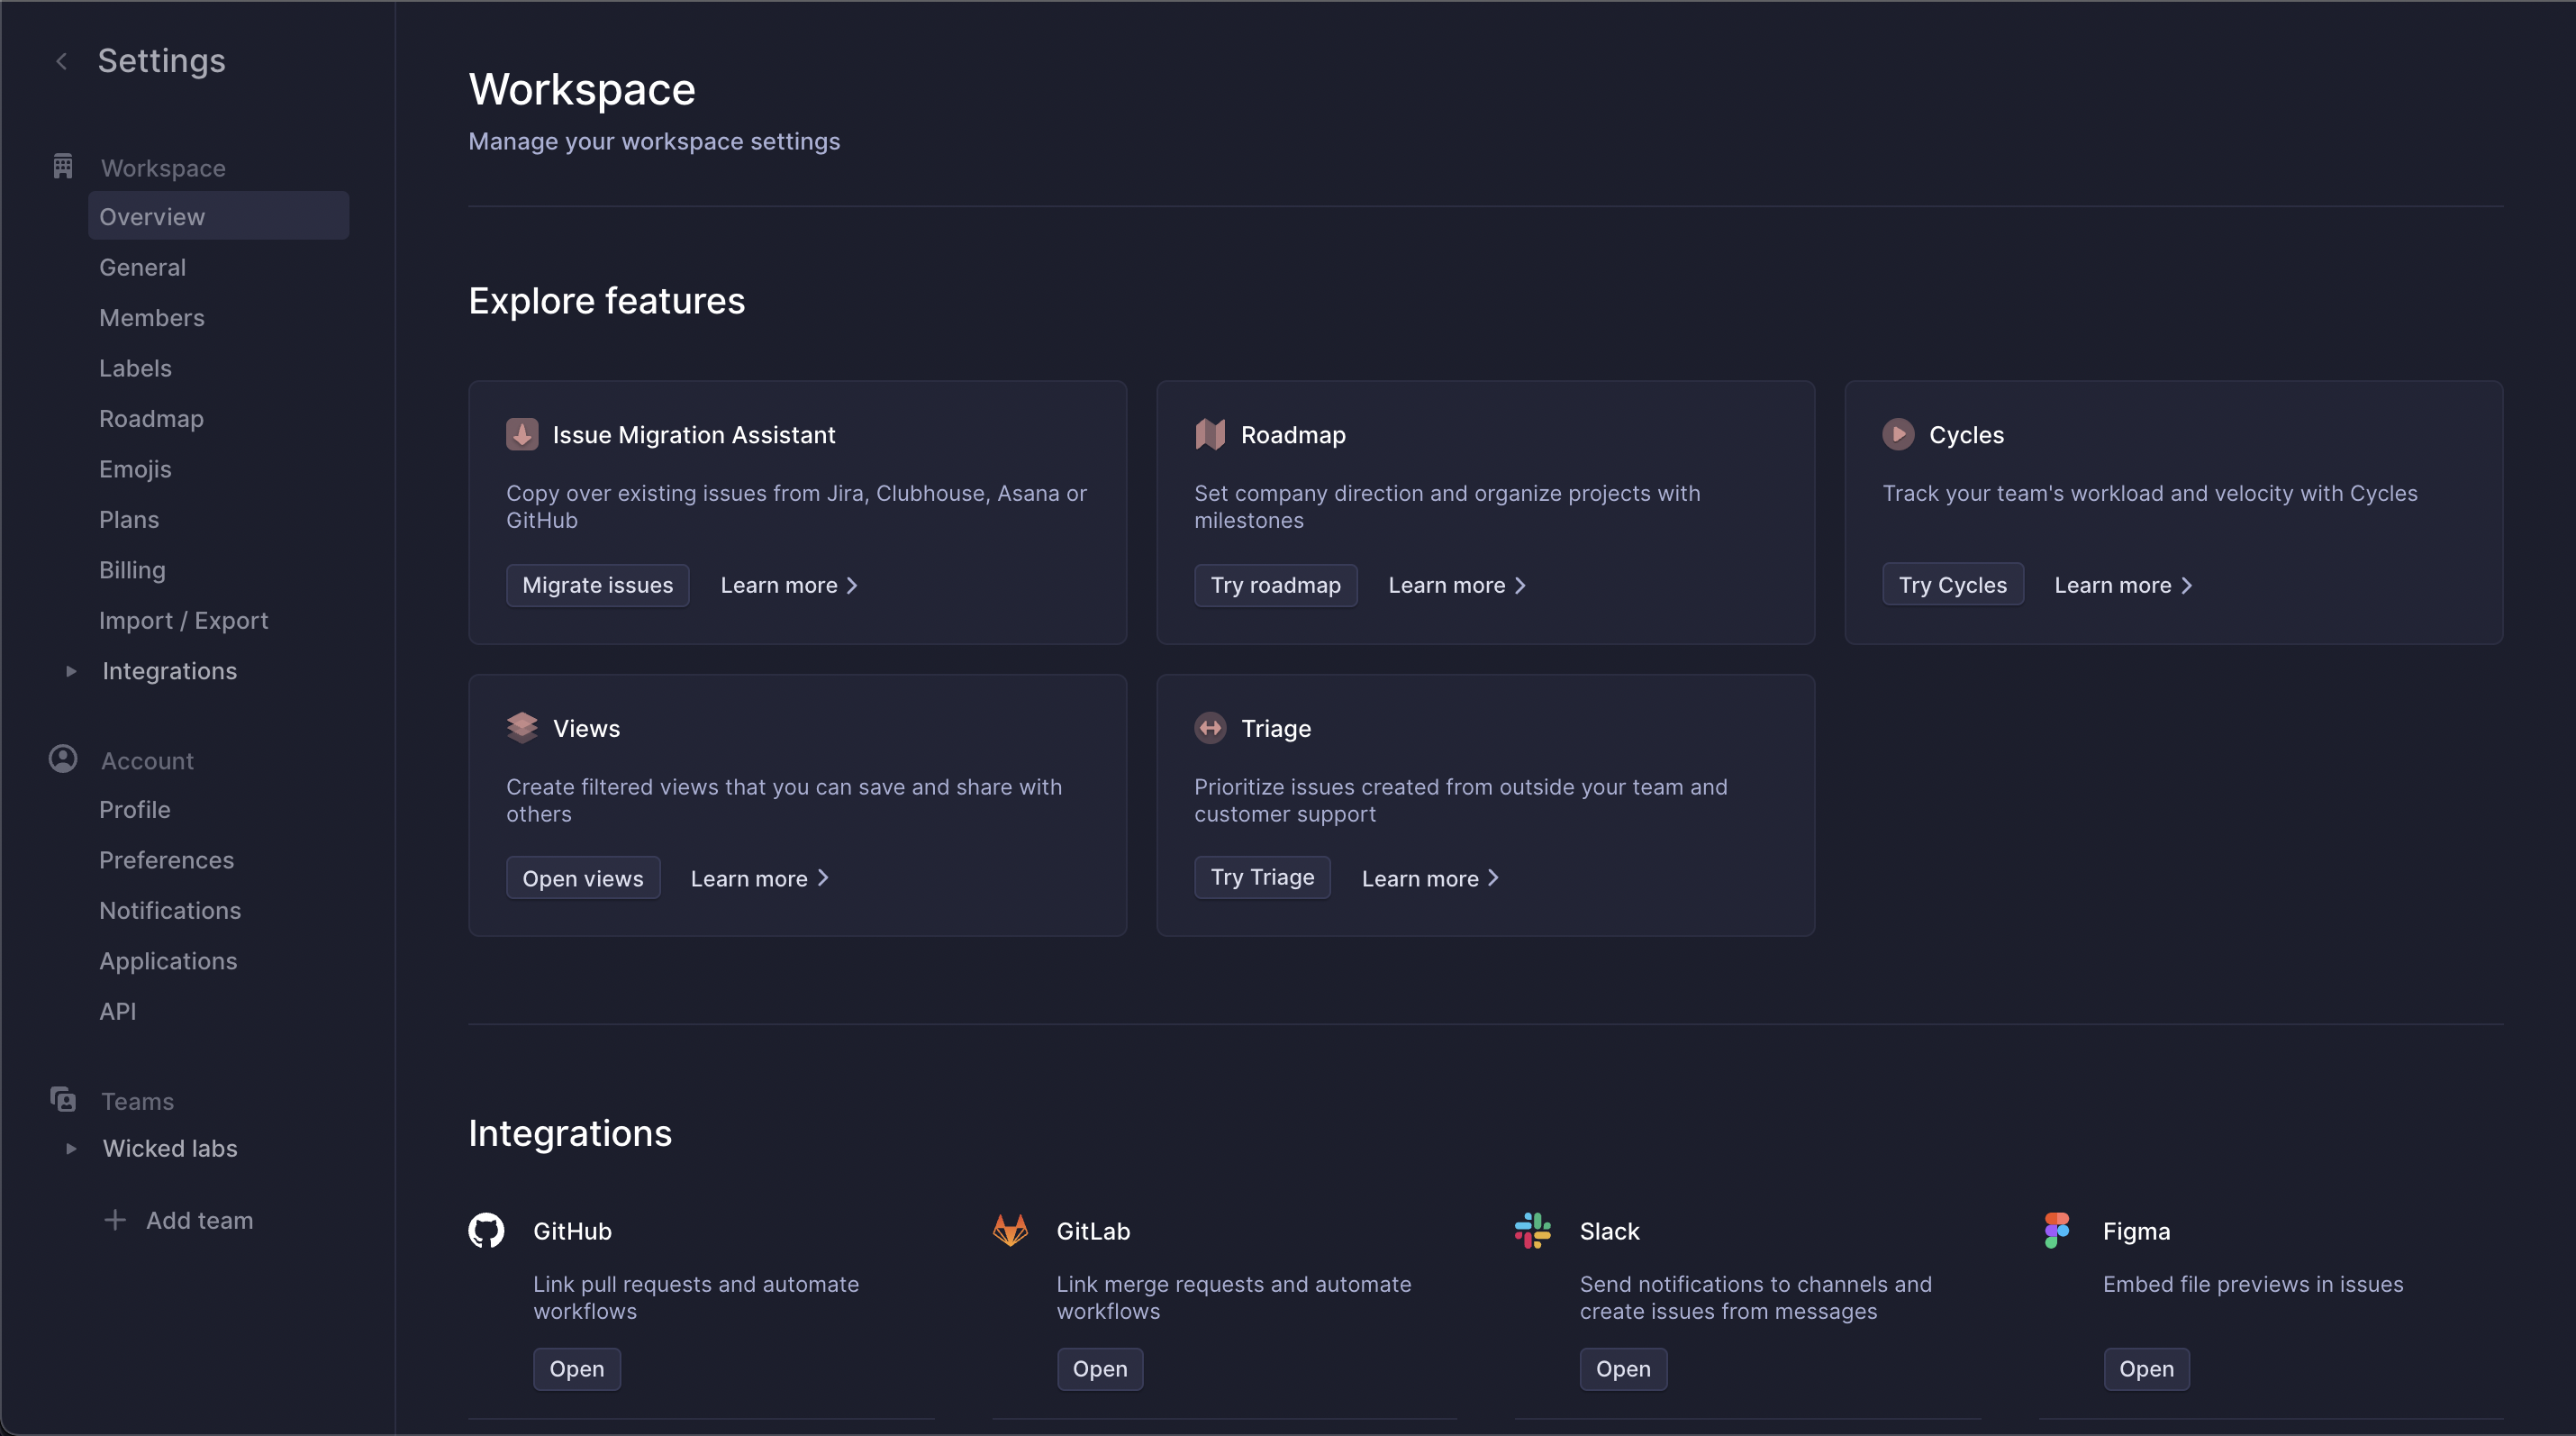 Settings
Workspace
Overview
General
Members
Labels
Roadmap
Emojis
Plans
Billing
Import / Export
Integrations
Account
Profile
Preferences
Notifications
Applications
API
Teams
Wicked labs
Add team
Workspace
Manage your workspace settings
Explore features
Issue Migration Assistant
Copy over existing issues from Jira, Clubhouse, Asana or
GitHub
Migrate issues Learn more
Roadmap
Set company direction and organize projects with
milestones
Try roadmap Learn more
Cycles
Track your team's workload and velocity with Cycles
Try Cycles Learn more
Views
Create filtered views that you can save and share with
others
Open views Learn more
Triage
Prioritize issues created from outside your team and
customer support
Try Triage Learn more
Integrations
GitHub
Link pull requests and automate
workflows
Open
GitLab
Link merge requests and automate
workflows
Open
Slack
Send notifications to channels and
create issues from messages
Open
Figma
Embed file previews in issues
Open